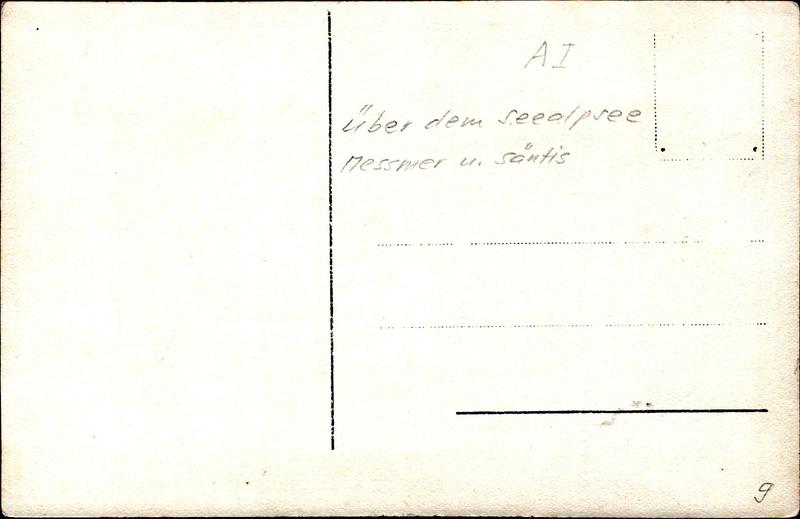 AI
Über dem Seealpsee
Messmer u. Säntis
9